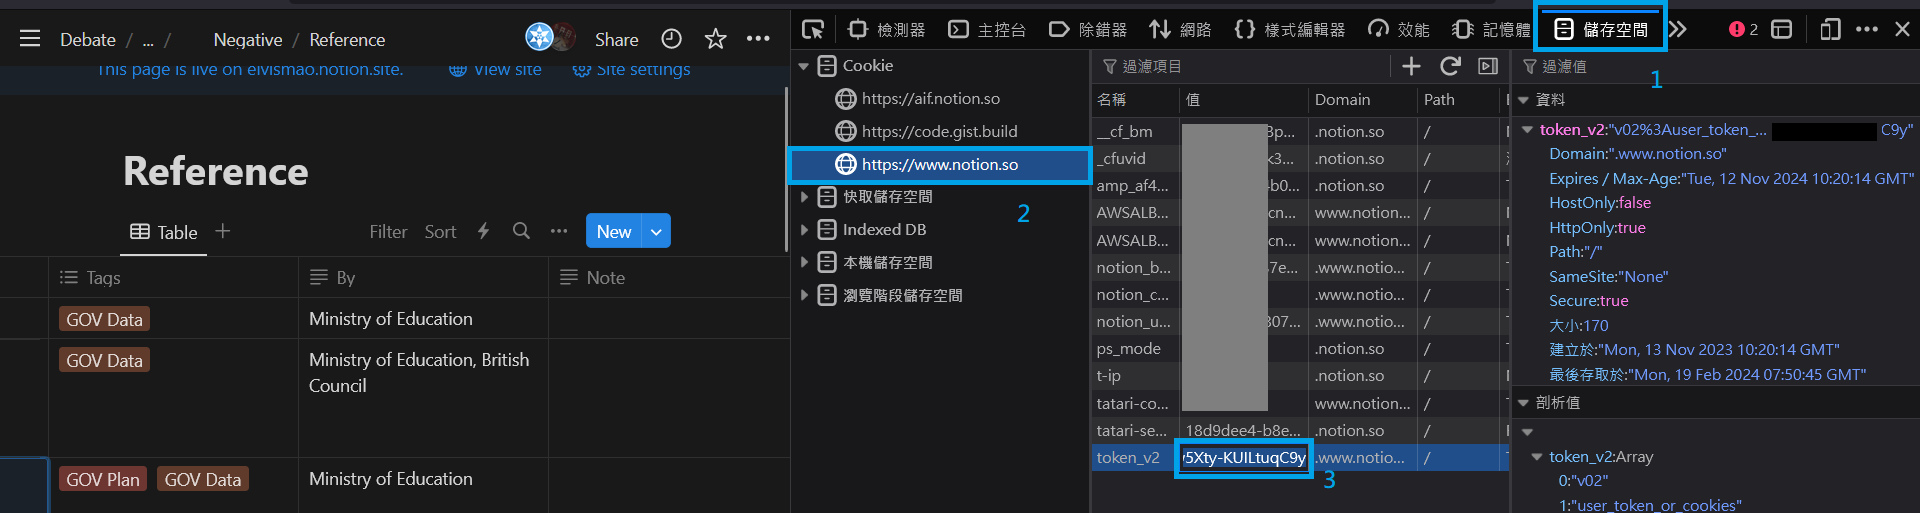 Debate / ... / Negative / Reference
Share
This page is live on elvismao.notion.site.
View site
Site settings
Reference
Table
Filter
Sort
New
Tags
By
Note
GOV Data
Ministry of Education
GOV Data
Ministry of Education, British
Council
GOV Plan
GOV Data
Ministry of Education
檢測器
主控台
除錯器
網路
樣式編輯器
效能
記憶體
儲存空間
2
1
Cookie
https://aif.notion.so
https://code.gist.build
https://www.notion.so
2
快取儲存空間
Indexed DB
本機儲存空間
瀏覽階段儲存空間
過濾項目
名稱 值 Domain Path
__cf_bm 3p... .notion.so /
_cfuvid k3... .notion.so /
amp_af4... 4b0... .notion.so /
AWSALB... cn... www.notion... /
AWSALB... cn... www.notion... /
notion_b... 37e... .www.notio... /
notion_c... .www.notio... /
notion_u... 307... .www.notio... /
ps_mode .notion.so /
t-ip .notion.so /
tatari-co... www.notion... /
tatari-se... 18d9dee4-b8e... .notion.so /
token_v2 5Xty-KUlLtuqC9y .www.notio... /
3
過濾值
資料
token_v2:"v02%3Auser_token_... C9y"
Domain:".www.notion.so"
Expires / Max-Age:"Tue, 12 Nov 2024 10:20:14 GMT"
HostOnly:false
HttpOnly:true
Path:"/"
SameSite:"None"
Secure:true
大小:170
建立於:"Mon, 13 Nov 2023 10:20:14 GMT"
最後存取於:"Mon, 19 Feb 2024 07:50:45 GMT"
剖析值
token_v2:Array
0:"v02"
1:"user_token_or_cookies"